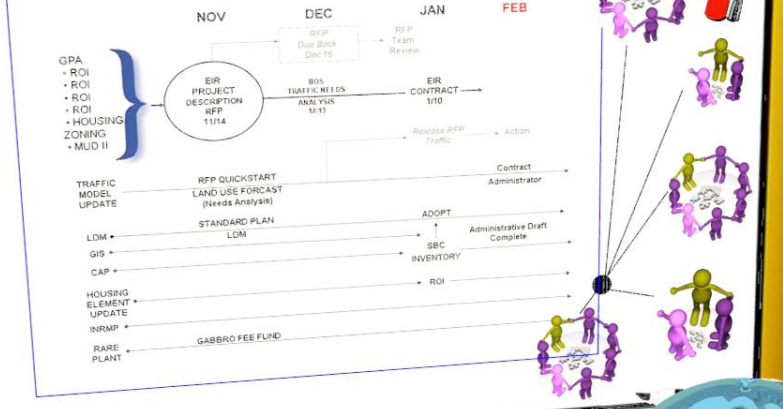 NOV
DEC
JAN
FEB
RFP
Due Back
Dec 16
RFP
Team
Review
GPA
• ROI
• ROI
• ROI
• ROI
• HOUSING
ZONING
• MUD II
EIR
PROJECT
DESCRIPTION
RFP
11/14
BOS
TRAFFIC NEEDS
ANALYSIS
12/13
EIR
CONTRACT
1/10
Release RFP
Traffic
Action
TRAFFIC
MODEL
UPDATE
RFP QUICKSTART
LAND USE FORCAST
(Needs Analysis)
Contract
Administrator
LDM
STANDARD PLAN
LDM
ADOPT
GIS
SBC
INVENTORY
Administrative Draft
Complete
CAP
HOUSING
ELEMENT
UPDATE
ROI
INRMP
RARE
PLANT
GABBRO FEE FUND